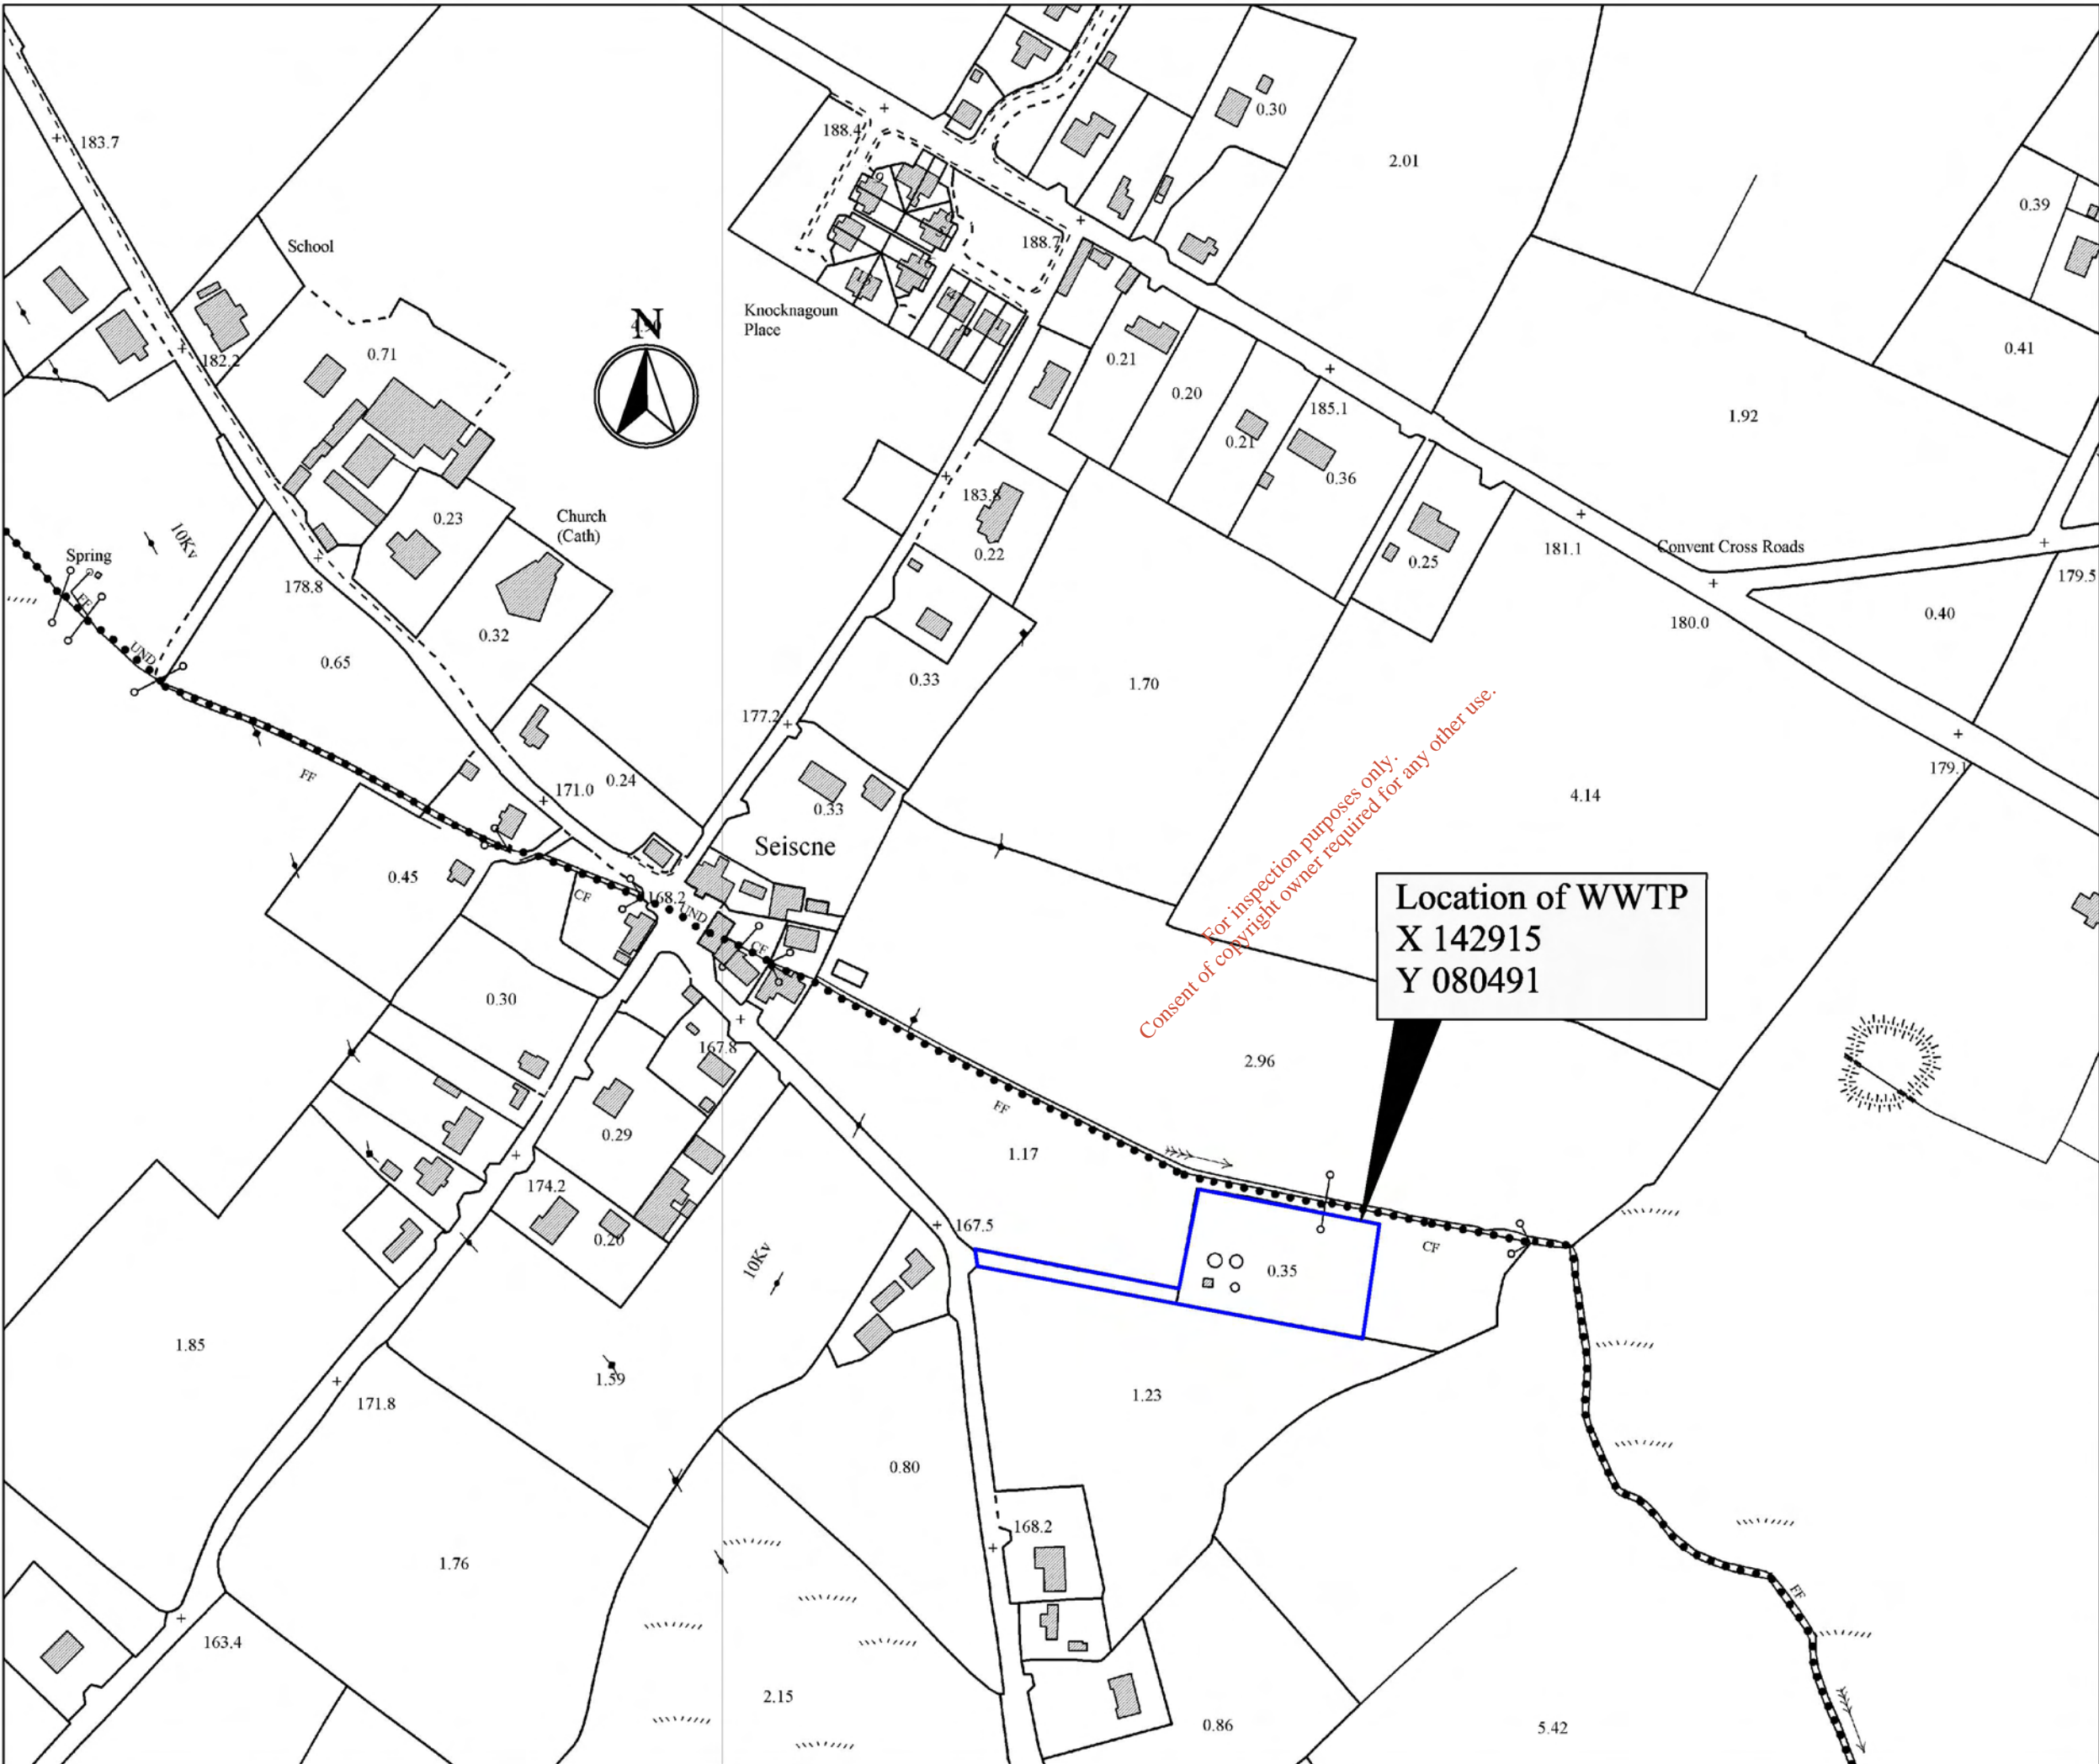 183.7
188.4
0.30
2.01
0.39
School
188.7
Knocknagoun
Place
N
182.2
0.71
0.21
0.41
0.20
185.1
1.92
0.21
0.36
183.8
0.23
Church
(Cath)
10Kv
Spring
0.22
0.25
181.1
Convent Cross Roads
179.5
178.8
FF
0.40
180.0
0.32
UND
0.65
0.33
1.70
177.2
179.1
FF
171.0
0.24
0.33
4.14
Seiscne
For inspection purposes only.
Consent of copyright owner required for any other use.
0.45
CF
168.2
UND
CF
Location of WWTP
X 142915
Y 080491
0.30
167.8
2.96
FF
0.29
1.17
174.2
0.20
167.5
10Kv
0.35
CF
1.85
1.59
171.8
1.23
0.80
168.2
1.76
FF
163.4
2.15
0.86
5.42